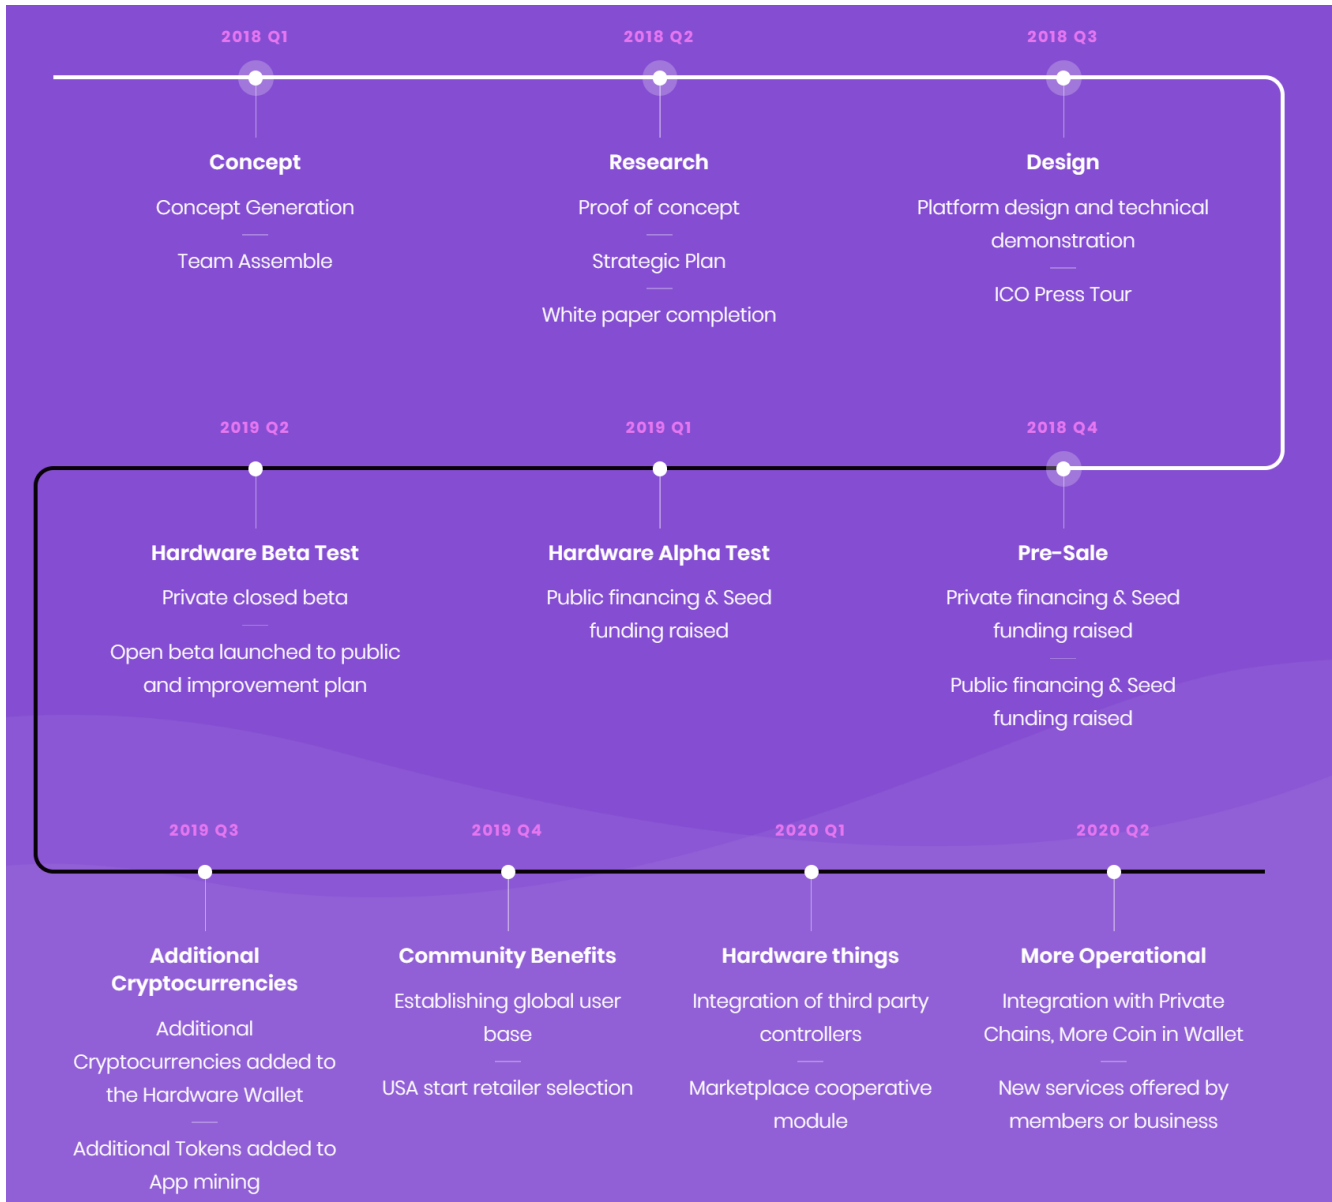 2018 Q1
2018 Q2
2018 Q3
Concept
Concept Generation
Team Assemble
Research
Proof of concept
Strategic Plan
White paper completion
Design
Platform design and technical
demonstration
ICO Press Tour
2019 Q2
2019 Q1
2018 Q4
Hardware Beta Test
Private closed beta
Open beta launched to public
and improvement plan
Hardware Alpha Test
Public financing & Seed
funding raised
Pre-Sale
Private financing & Seed
funding raised
Public financing & Seed
funding raised
2019 Q3
2019 Q4
2020 Q1
2020 Q2
Additional
Cryptocurrencies
Additional
Cryptocurrencies added to
the Hardware Wallet
Additional Tokens added to
App mining
Community Benefits
Establishing global user
base
USA start retailer selection
Hardware things
Integration of third party
controllers
Marketplace cooperative
module
More Operational
Integration with Private
Chains, More Coin in Wallet
New services offered by
members or business